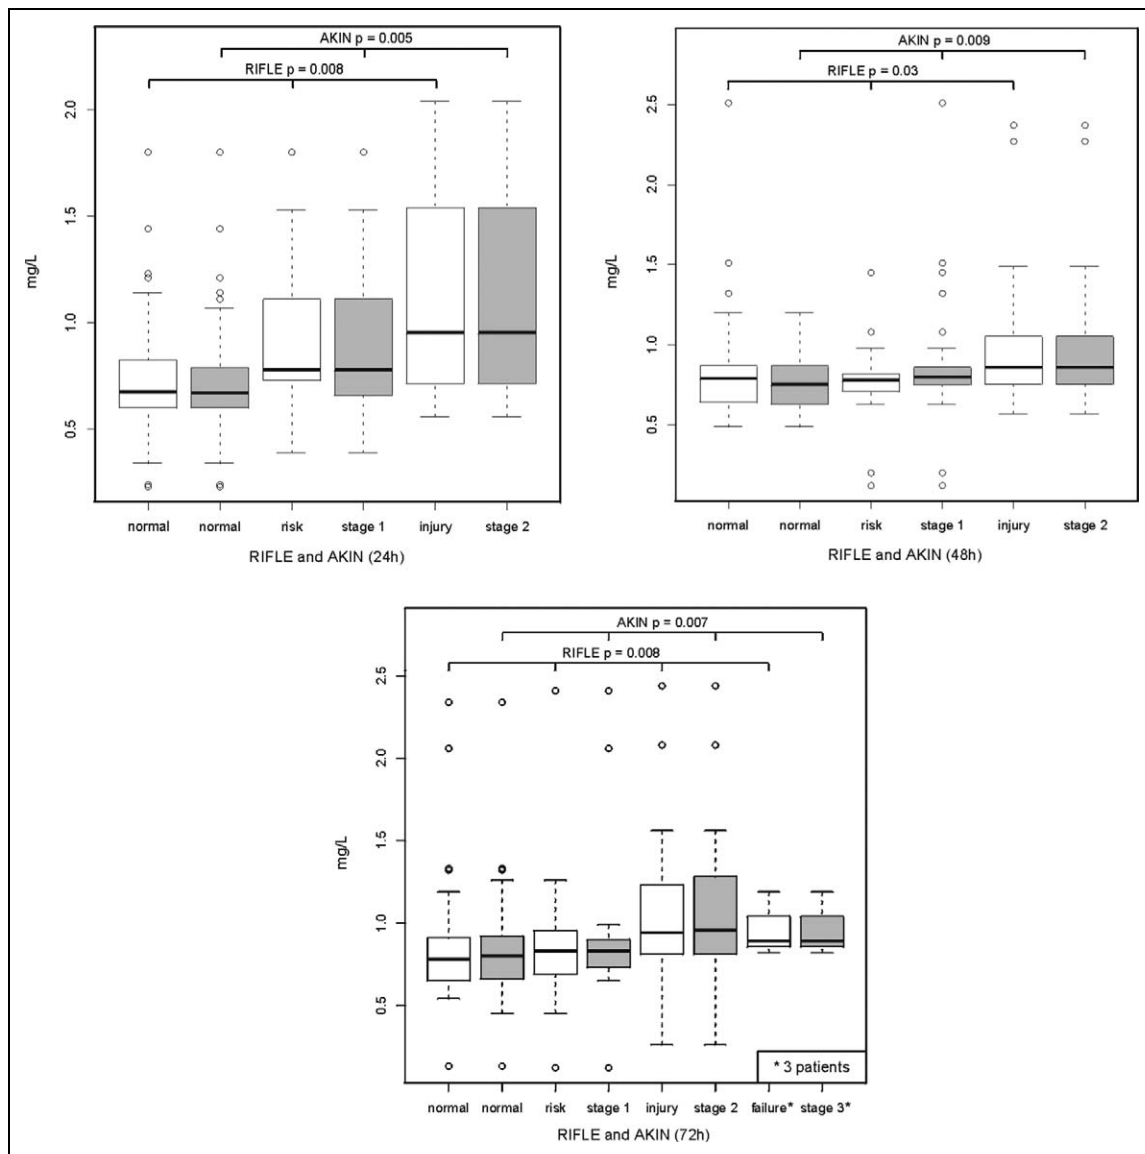 AKIN p = 0.005
RIFLE p = 0.008
mg/L
2.0
1.5
1.0
0.5
normal normal risk stage 1 injury stage 2
RIFLE and AKIN (24h)
AKIN p = 0.009
RIFLE p = 0.03
mg/L
2.5
2.0
1.5
1.0
0.5
normal normal risk stage 1 injury stage 2
RIFLE and AKIN (48h)
AKIN p = 0.007
RIFLE p = 0.008
mg/L
2.5
2.0
1.5
1.0
0.5
* 3 patients
normal normal risk stage 1 injury stage 2 failure* stage 3*
RIFLE and AKIN (72h)